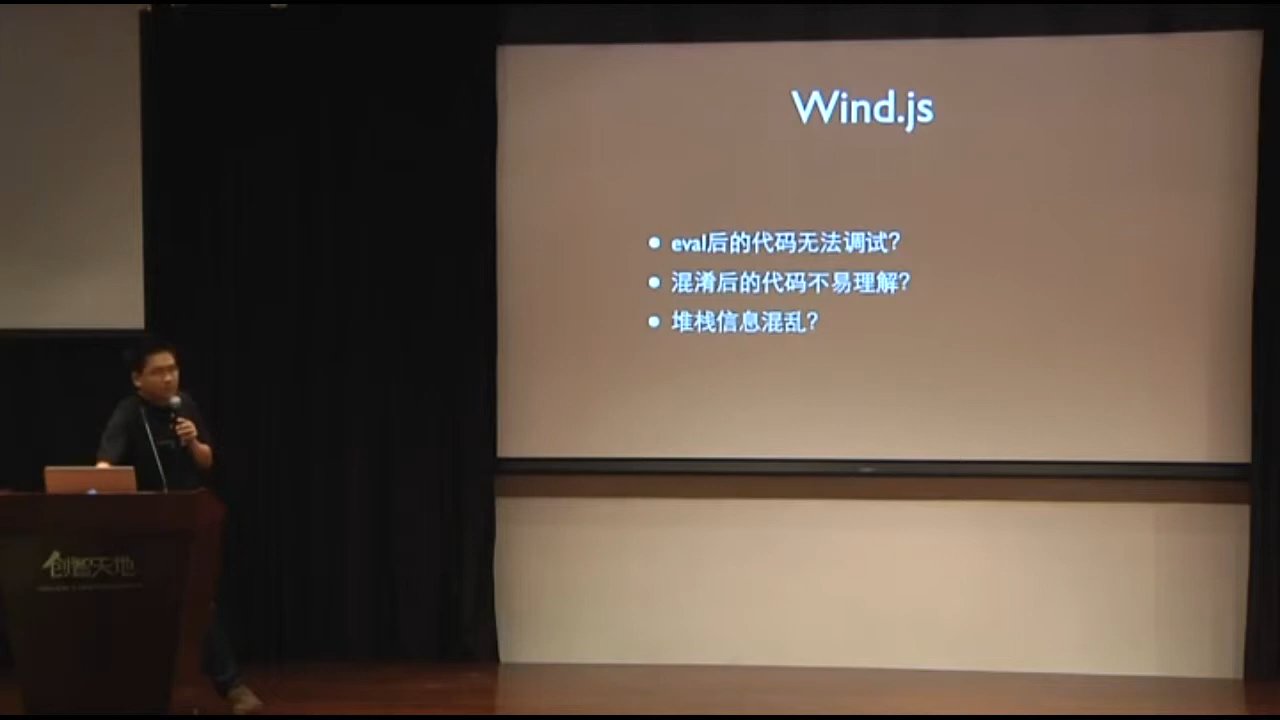 Wind.js
• eval后的代码无法调试?
• 混淆后的代码不易理解?
• 堆栈信息混乱?
创智天地